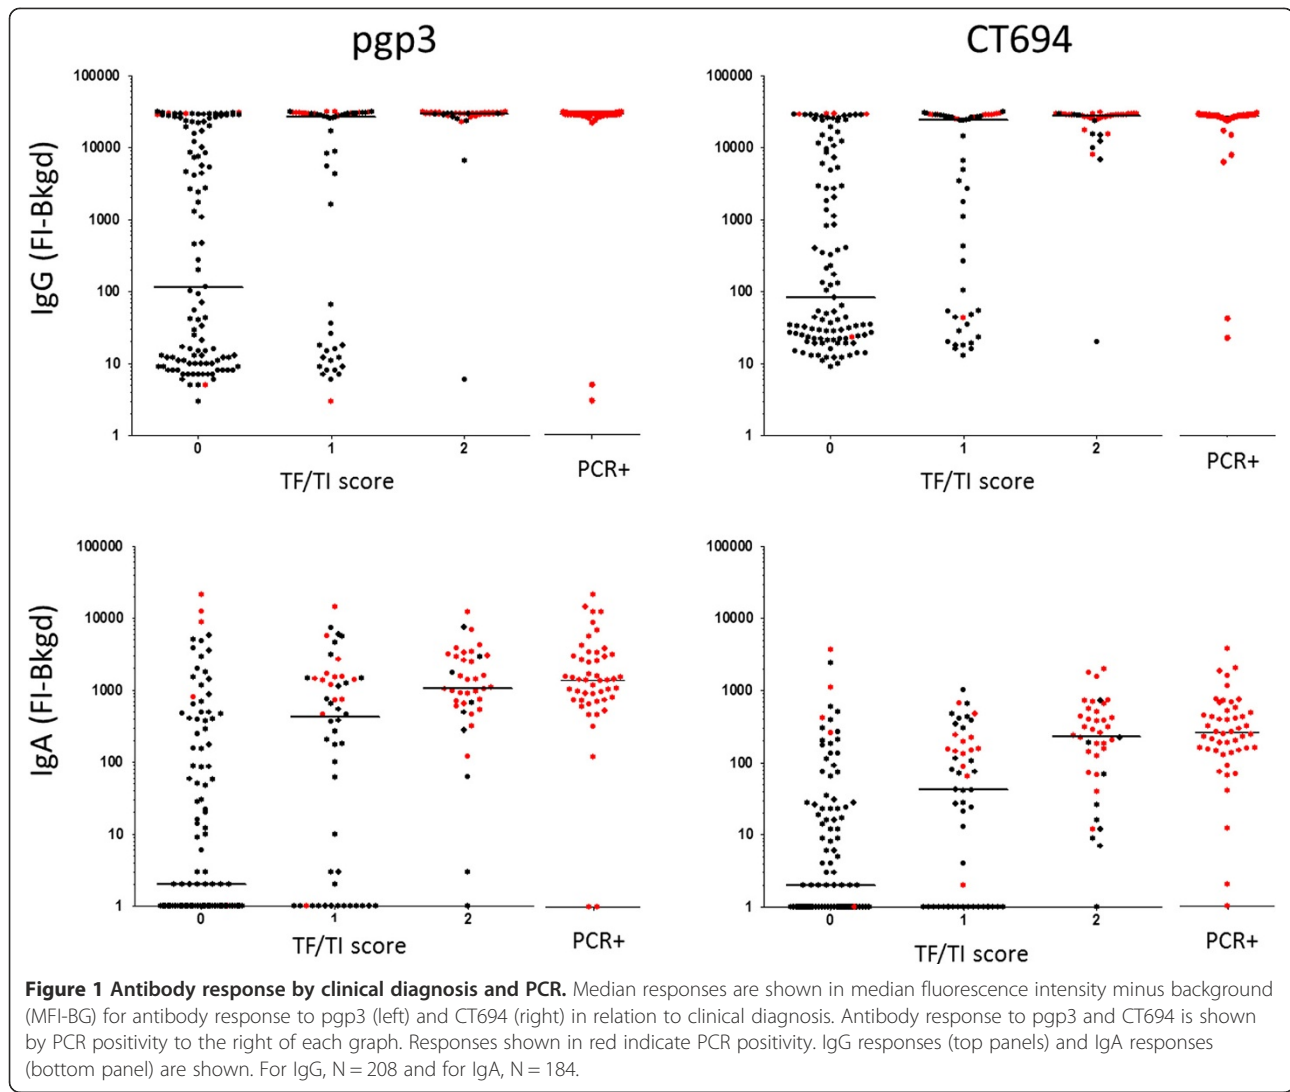 pgp3
CT694
IgG (FI-Bkgd)
100000
10000
1000
100
10
1
0
1
2
TF/TI score
PCR+
100000
10000
1000
100
10
1
0
1
2
TF/TI score
PCR+
IgA (FI-Bkgd)
100000
10000
1000
100
10
1
0
1
2
TF/TI score
PCR+
100000
10000
1000
100
10
1
0
1
2
TF/TI score
PCR+
Figure 1 Antibody response by clinical diagnosis and PCR. Median responses are shown in median fluorescence intensity minus background
(MFI-BG) for antibody response to pgp3 (left) and CT694 (right) in relation to clinical diagnosis. Antibody response to pgp3 and CT694 is shown
by PCR positivity to the right of each graph. Responses shown in red indicate PCR positivity. IgG responses (top panels) and IgA responses
(bottom panel) are shown. For IgG, N = 208 and for IgA, N = 184.